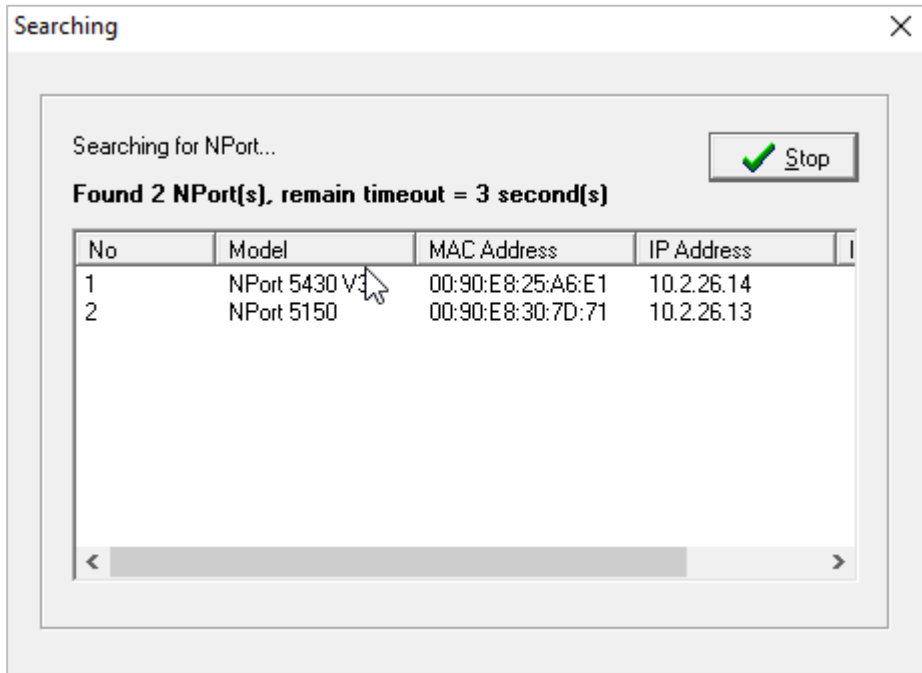 Searching
Searching for NPort...
Stop
Found 2 NPort(s), remain timeout = 3 second(s)
No Model MAC Address IP Address
1 NPort 5430 V3 00:90:E8:25:A6:E1 10.2.26.14
2 NPort 5150 00:90:E8:30:7D:71 10.2.26.13